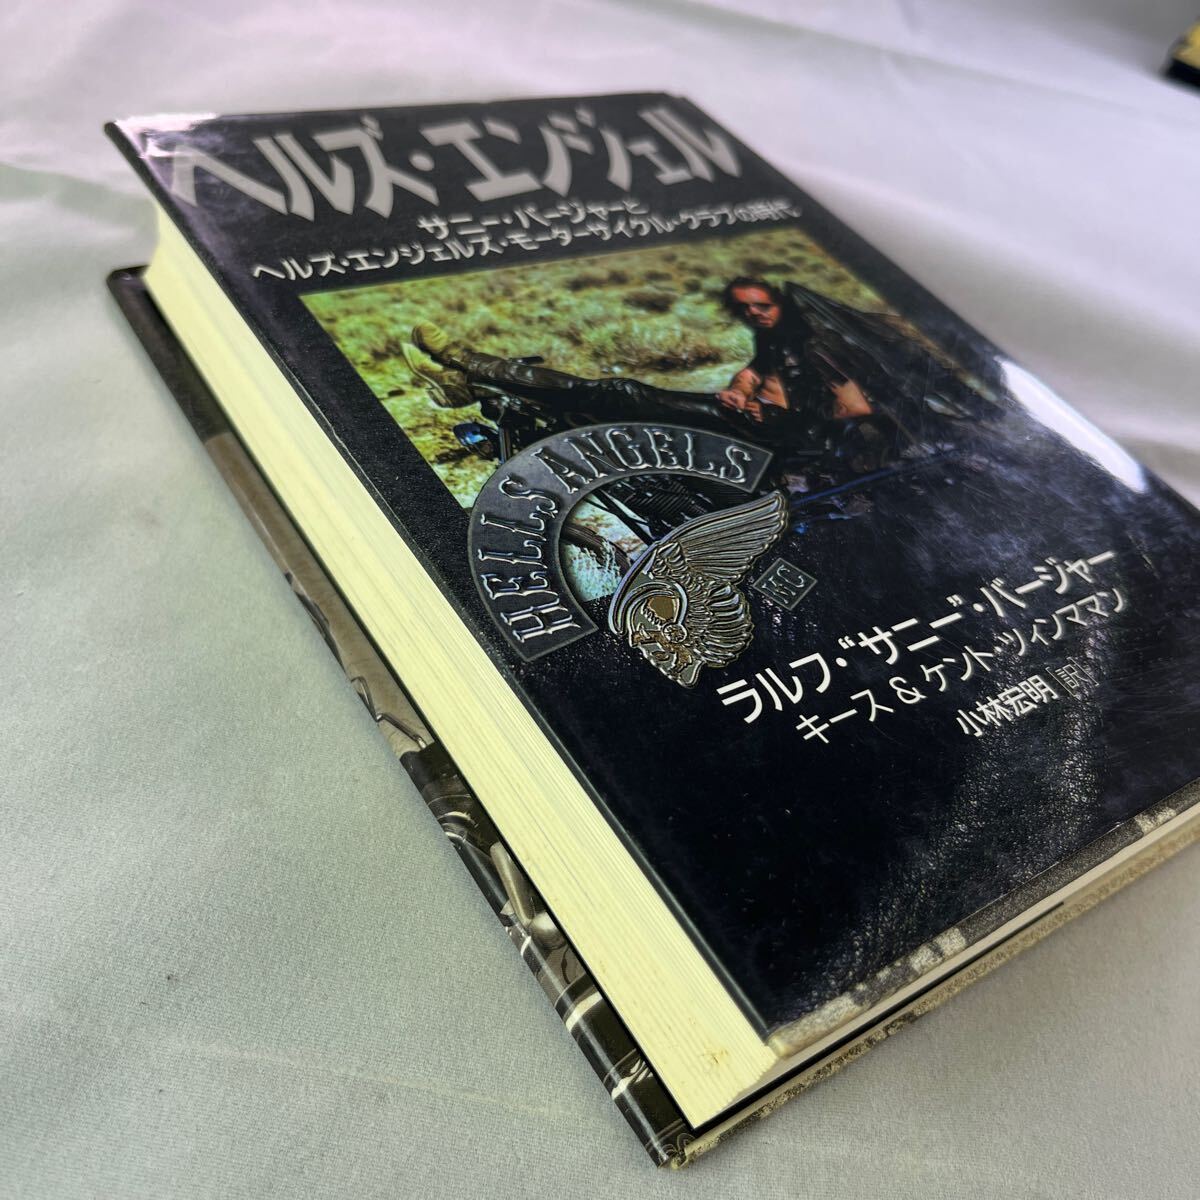 ヘルズ・エンジェル
サニー・バージャーと
ヘルズ・エンジェルズ・モーターサイクル・クラブの時代
HELLS ANGELS
MC
ラルフ・“サニー”・バージャー
キース&ケント・ツィンママン
小林宏明[訳]